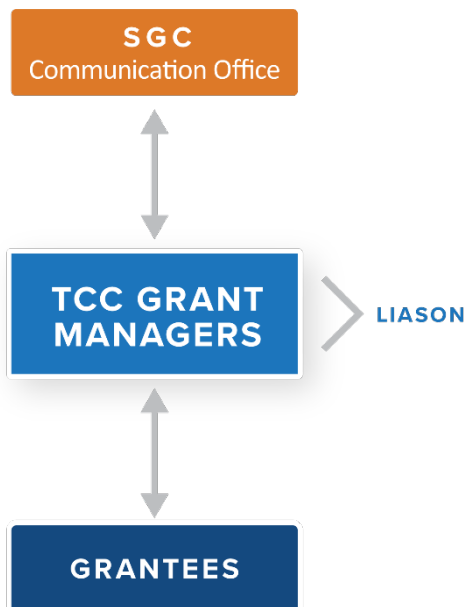 SGC
Communication Office
TCC GRANT
MANAGERS
LIASON
GRANTEES